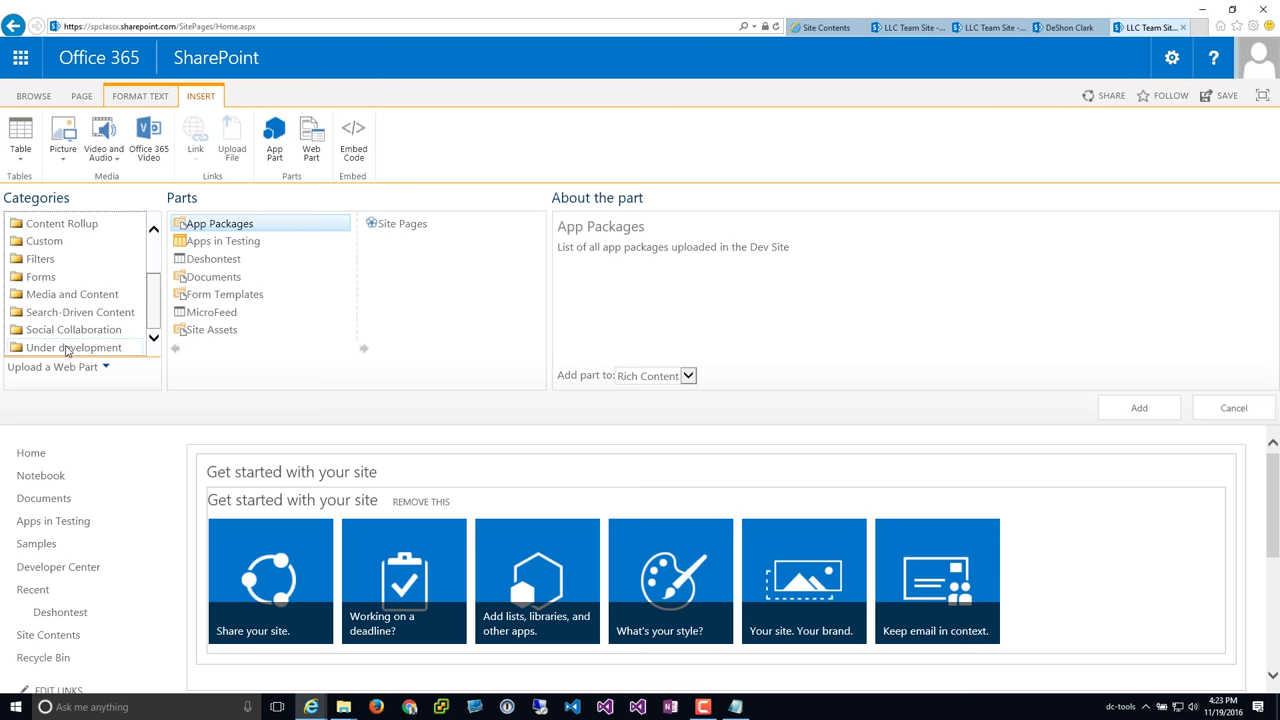 https://spclassx.sharepoint.com/SitePages/Home.aspx
Site Contents
LLC Team Site -...
LLC Team Site -...
DeShon Clark
LLC Team Sit...
Office 365
SharePoint
BROWSE
PAGE
FORMAT TEXT
INSERT
SHARE
FOLLOW
SAVE
Table
Picture
Video and Audio
Office 365 Video
Link
Upload File
App Part
Web Part
Embed Code
Tables
Media
Links
Parts
Embed
Categories
Content Rollup
Custom
Filters
Forms
Media and Content
Search-Driven Content
Social Collaboration
Under development
Upload a Web Part
Parts
App Packages
Apps in Testing
Deshontest
Documents
Form Templates
MicroFeed
Site Assets
Site Pages
About the part
App Packages
List of all app packages uploaded in the Dev Site
Add part to: Rich Content
Add
Cancel
Home
Notebook
Documents
Apps in Testing
Samples
Developer Center
Recent
Deshontest
Site Contents
Recycle Bin
EDIT LINKS
Get started with your site
Get started with your site REMOVE THIS
Share your site.
Working on a
deadline?
Add lists, libraries, and
other apps.
What's your style?
Your site. Your brand.
Keep email in context.
Ask me anything
dc-tools
4:23 PM
11/19/2016